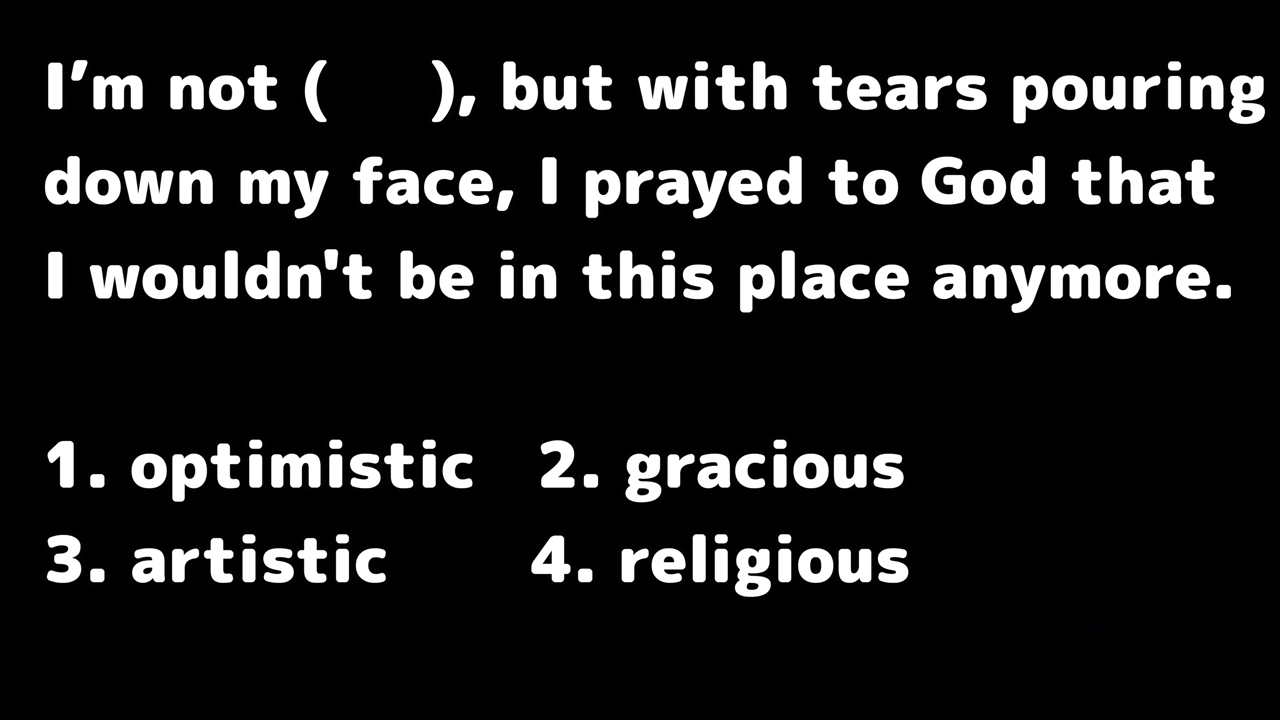 I’m not (     ), but with tears pouring
down my face, I prayed to God that
I wouldn't be in this place anymore.
1. optimistic   2. gracious
3. artistic   4. religious